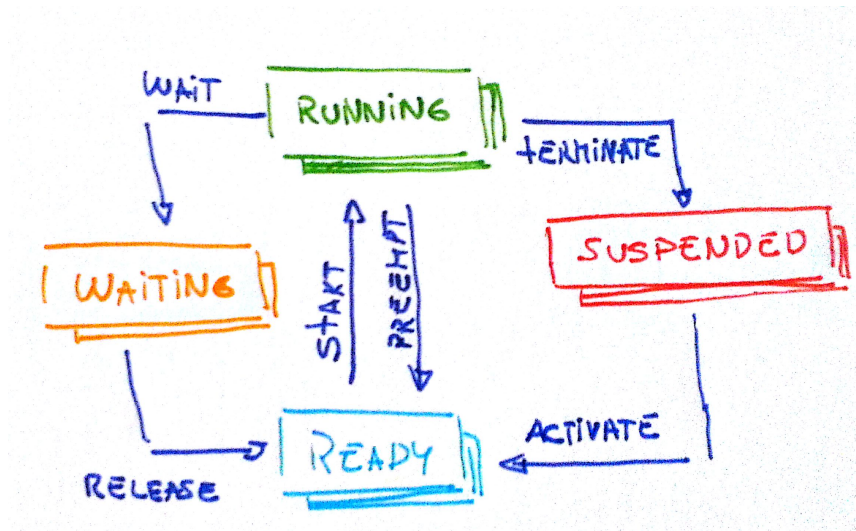 WAiT
RUNNiNG
tERMiNATE
SUSPENDED
WAiTiNG
StART
PREEMPT
READY
ACTiVATE
RELEASE